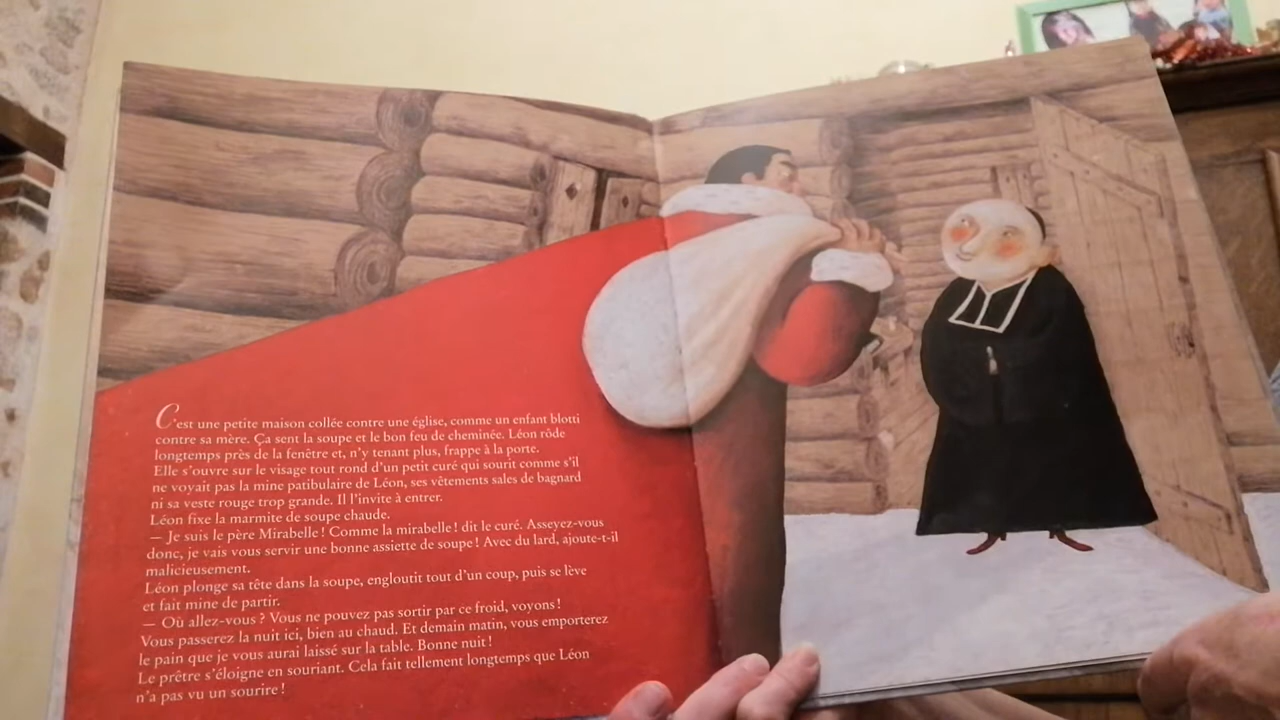 C'est une petite maison collée contre une église, comme un enfant blotti
contre sa mère. Ça sent la soupe et le bon feu de cheminée. Léon rôde
longtemps près de la fenêtre et, n'y tenant plus, frappe à la porte.
Elle s'ouvre sur le visage tout rond d'un petit curé qui sourit comme s'il
ne voyait pas la mine patibulaire de Léon, ses vêtements sales de bagnard
ni sa veste rouge trop grande. Il l'invite à entrer.
Léon fixe la marmite de soupe chaude.
— Je suis le père Mirabelle ! Comme la mirabelle ! dit le curé. Asseyez-vous
donc, je vais vous servir une bonne assiette de soupe ! Avec du lard, ajoute-t-il
malicieusement.
Léon plonge sa tête dans la soupe, engloutit tout d'un coup, puis se lève
et fait mine de partir.
— Où allez-vous ? Vous ne pouvez pas sortir par ce froid, voyons !
Vous passerez la nuit ici, bien au chaud. Et demain matin, vous emporterez
le pain que je vous aurai laissé sur la table. Bonne nuit !
Le prêtre s'éloigne en souriant. Cela fait tellement longtemps que Léon
n'a pas vu un sourire !